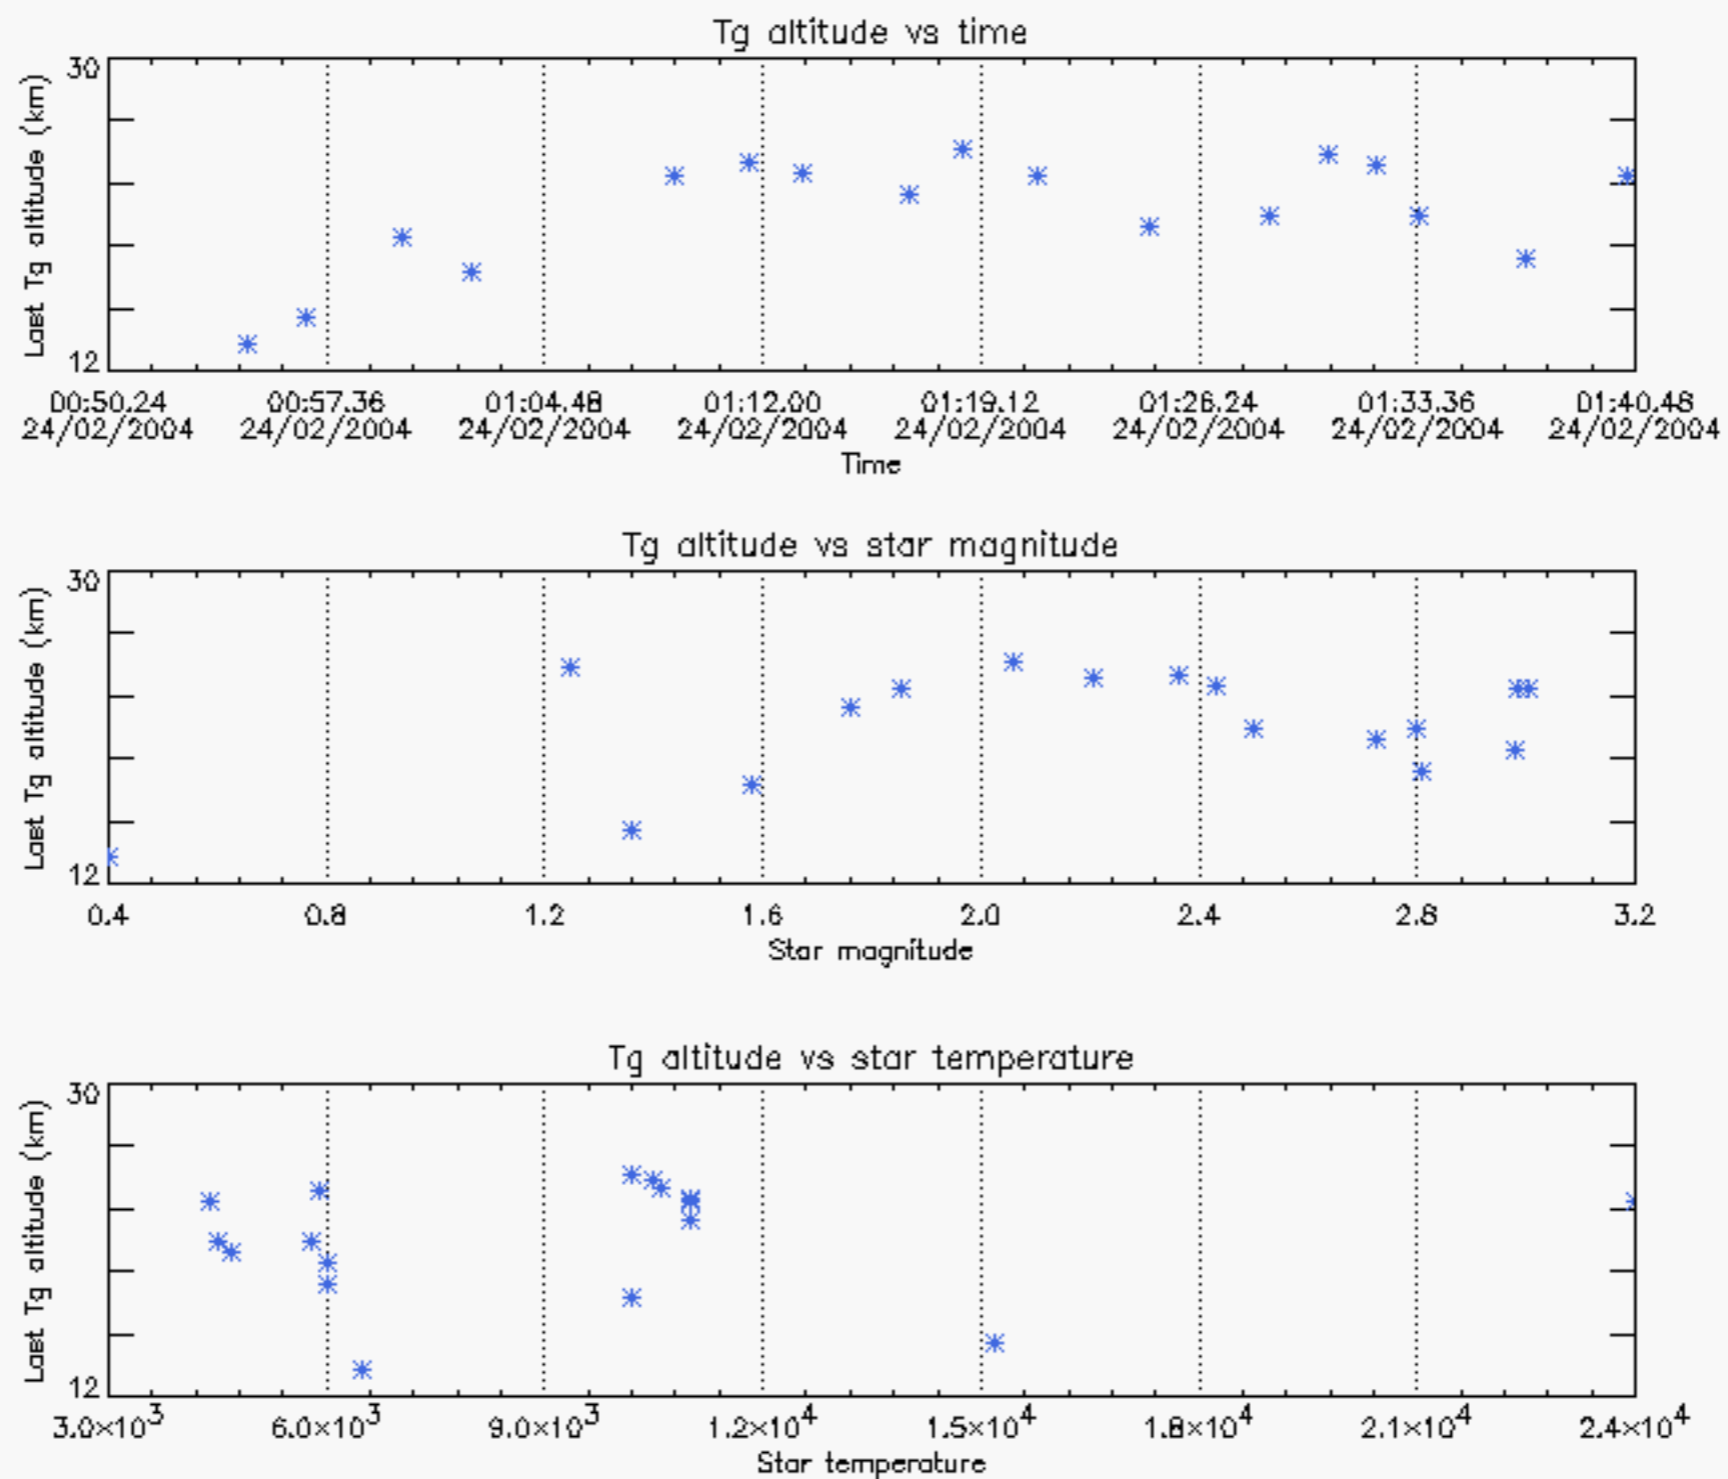 Tg altitude vs time
30
Last Tg altitude (km)
12
00:50.24 00:57.36 01:04.48 01:12.00 01:19.12 01:26.24 01:33.36 01:40.48
24/02/2004 24/02/2004 24/02/2004 24/02/2004 24/02/2004 24/02/2004 24/02/2004 24/02/2004
Time
Tg altitude vs star magnitude
30
Last Tg altitude (km)
12
0.4 0.8 1.2 1.6 2.0 2.4 2.8 3.2
Star magnitude
Tg altitude vs star temperature
30
Last Tg altitude (km)
12
3.0×10³ 6.0×10³ 9.0×10³ 1.2×10⁴ 1.5×10⁴ 1.8×10⁴ 2.1×10⁴ 2.4×10⁴
Star temperature